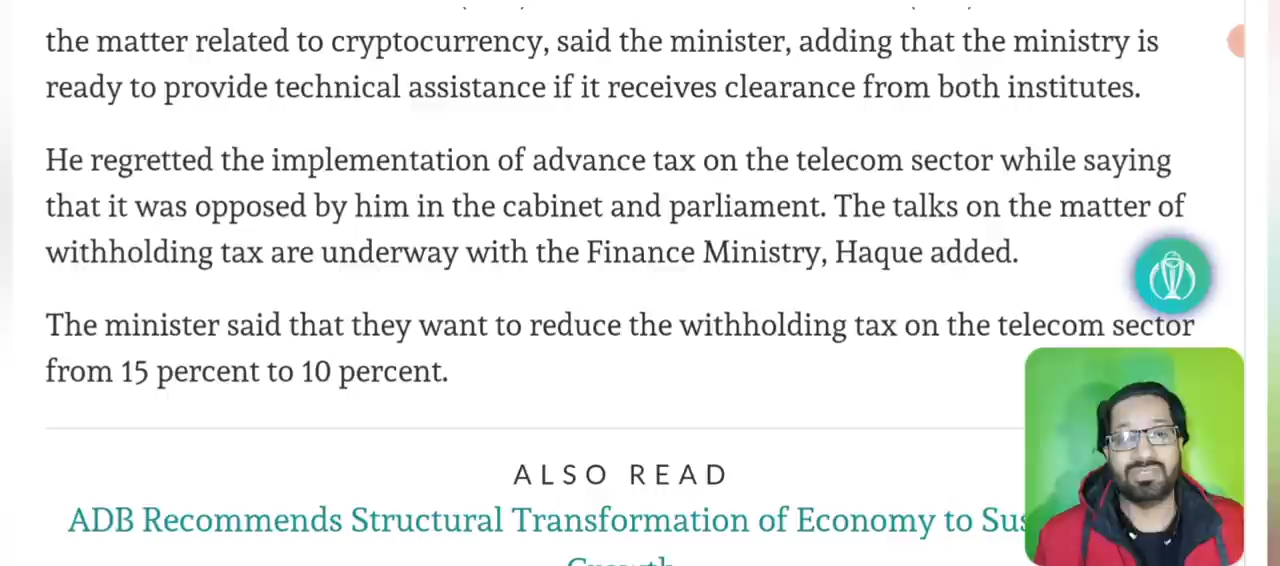 the matter related to cryptocurrency, said the minister, adding that the ministry is
ready to provide technical assistance if it receives clearance from both institutes.
He regretted the implementation of advance tax on the telecom sector while saying
that it was opposed by him in the cabinet and parliament. The talks on the matter of
withholding tax are underway with the Finance Ministry, Haque added.
The minister said that they want to reduce the withholding tax on the telecom sector
from 15 percent to 10 percent.
ALSO READ
ADB Recommends Structural Transformation of Economy to